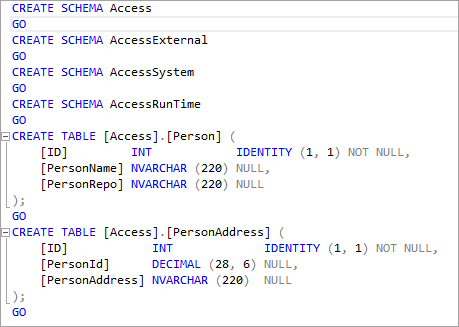 CREATE SCHEMA Access
GO
CREATE SCHEMA AccessExternal
GO
CREATE SCHEMA AccessSystem
GO
CREATE SCHEMA AccessRunTime
GO
CREATE TABLE [Access].[Person] (
[ID] INT IDENTITY (1, 1) NOT NULL,
[PersonName] NVARCHAR (220) NULL,
[PersonRepo] NVARCHAR (220) NULL
);
GO
CREATE TABLE [Access].[PersonAddress] (
[ID] INT IDENTITY (1, 1) NOT NULL,
[PersonId] DECIMAL (28, 6) NULL,
[PersonAddress] NVARCHAR (220) NULL
);
GO